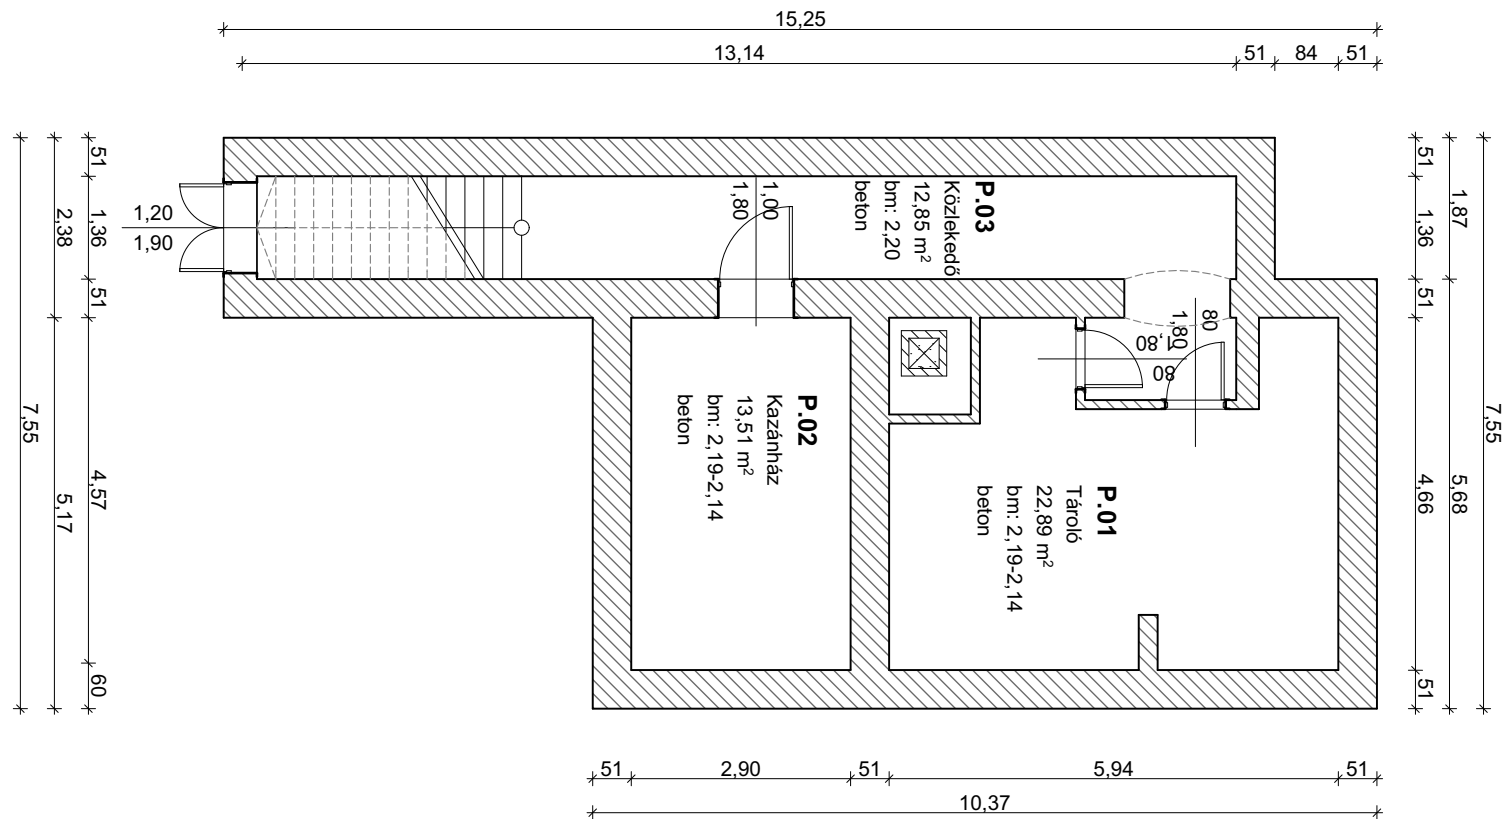 15,25
13,14
51
84
51
51
1,36
51
4,57
60
2,38
5,17
7,55
1,20
1,90
1,00
1,80
P.03
Közlekedő
12,85 m²
bm: 2,20
beton
80
1,80
80
1,80
P.02
Kazánház
13,51 m²
bm: 2,19-2,14
beton
P.01
Tároló
22,89 m²
bm: 2,19-2,14
beton
51
1,36
51
4,66
51
1,87
5,68
7,55
51
2,90
51
5,94
51
10,37